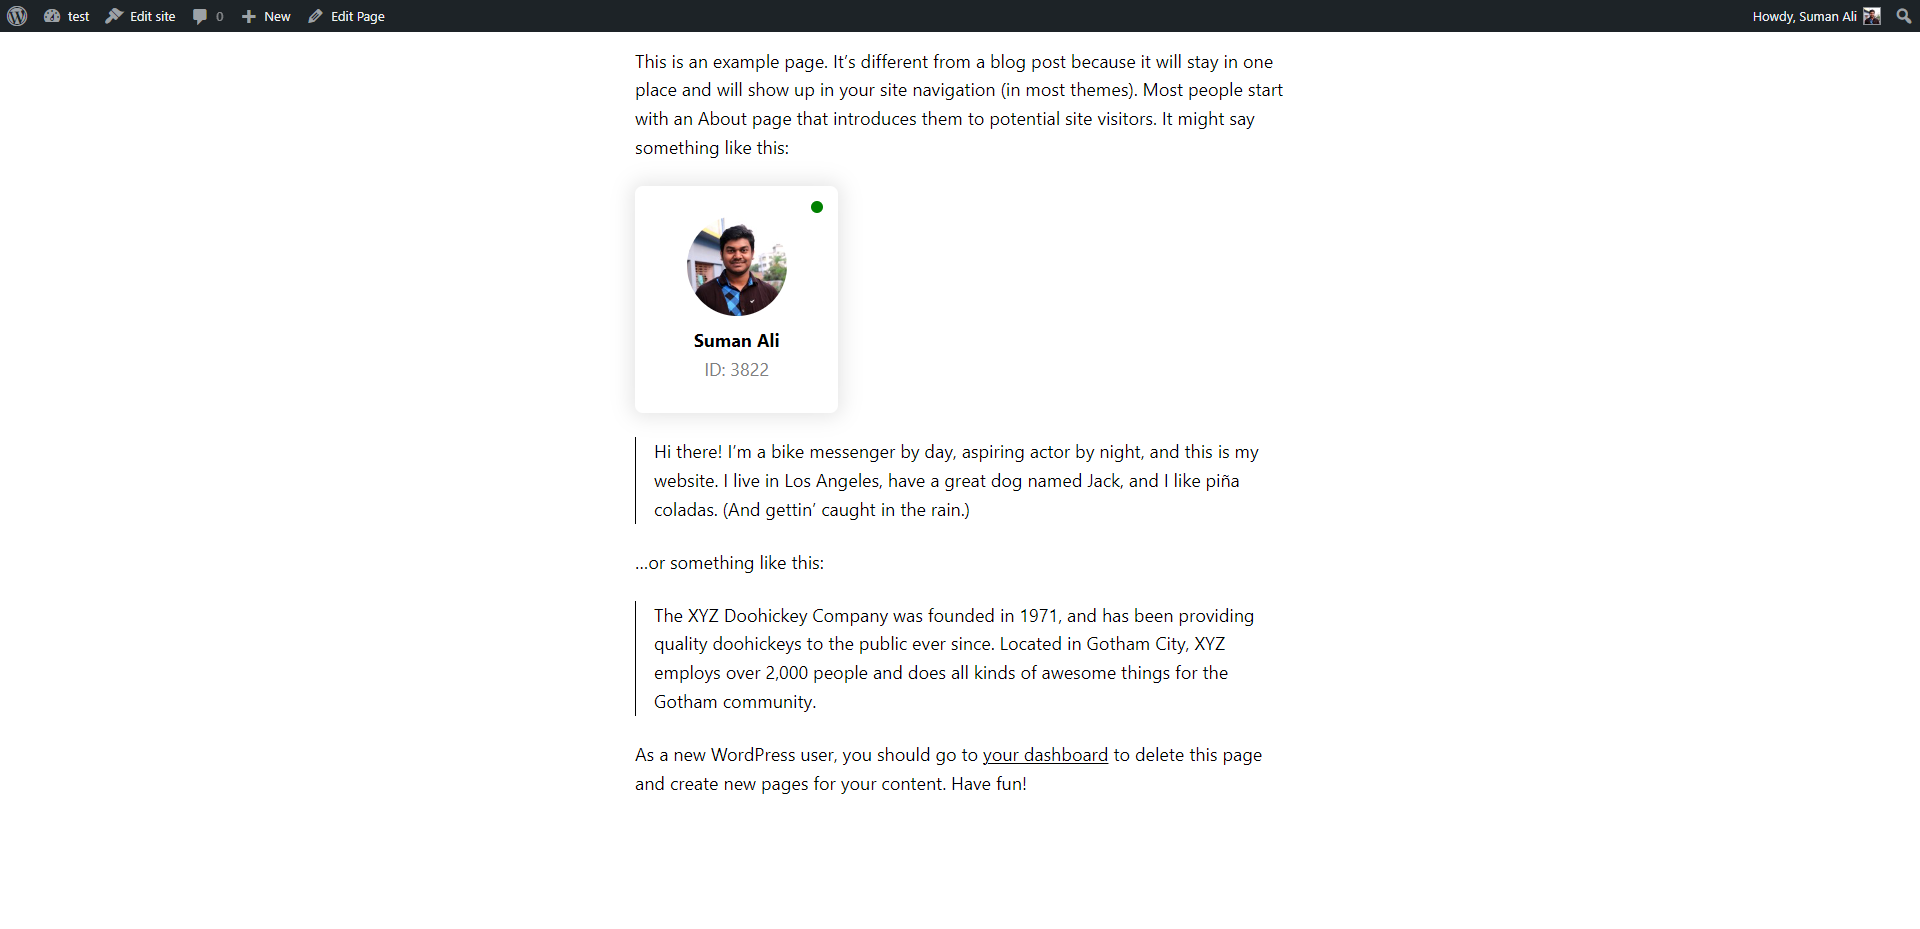 test Edit site 0 New Edit Page Howdy, Suman Ali
This is an example page. It’s different from a blog post because it will stay in one
place and will show up in your site navigation (in most themes). Most people start
with an About page that introduces them to potential site visitors. It might say
something like this:
Suman Ali
ID: 3822
Hi there! I’m a bike messenger by day, aspiring actor by night, and this is my
website. I live in Los Angeles, have a great dog named Jack, and I like piña
coladas. (And gettin’ caught in the rain.)
…or something like this:
The XYZ Doohickey Company was founded in 1971, and has been providing
quality doohickeys to the public ever since. Located in Gotham City, XYZ
employs over 2,000 people and does all kinds of awesome things for the
Gotham community.
As a new WordPress user, you should go to your dashboard to delete this page
and create new pages for your content. Have fun!